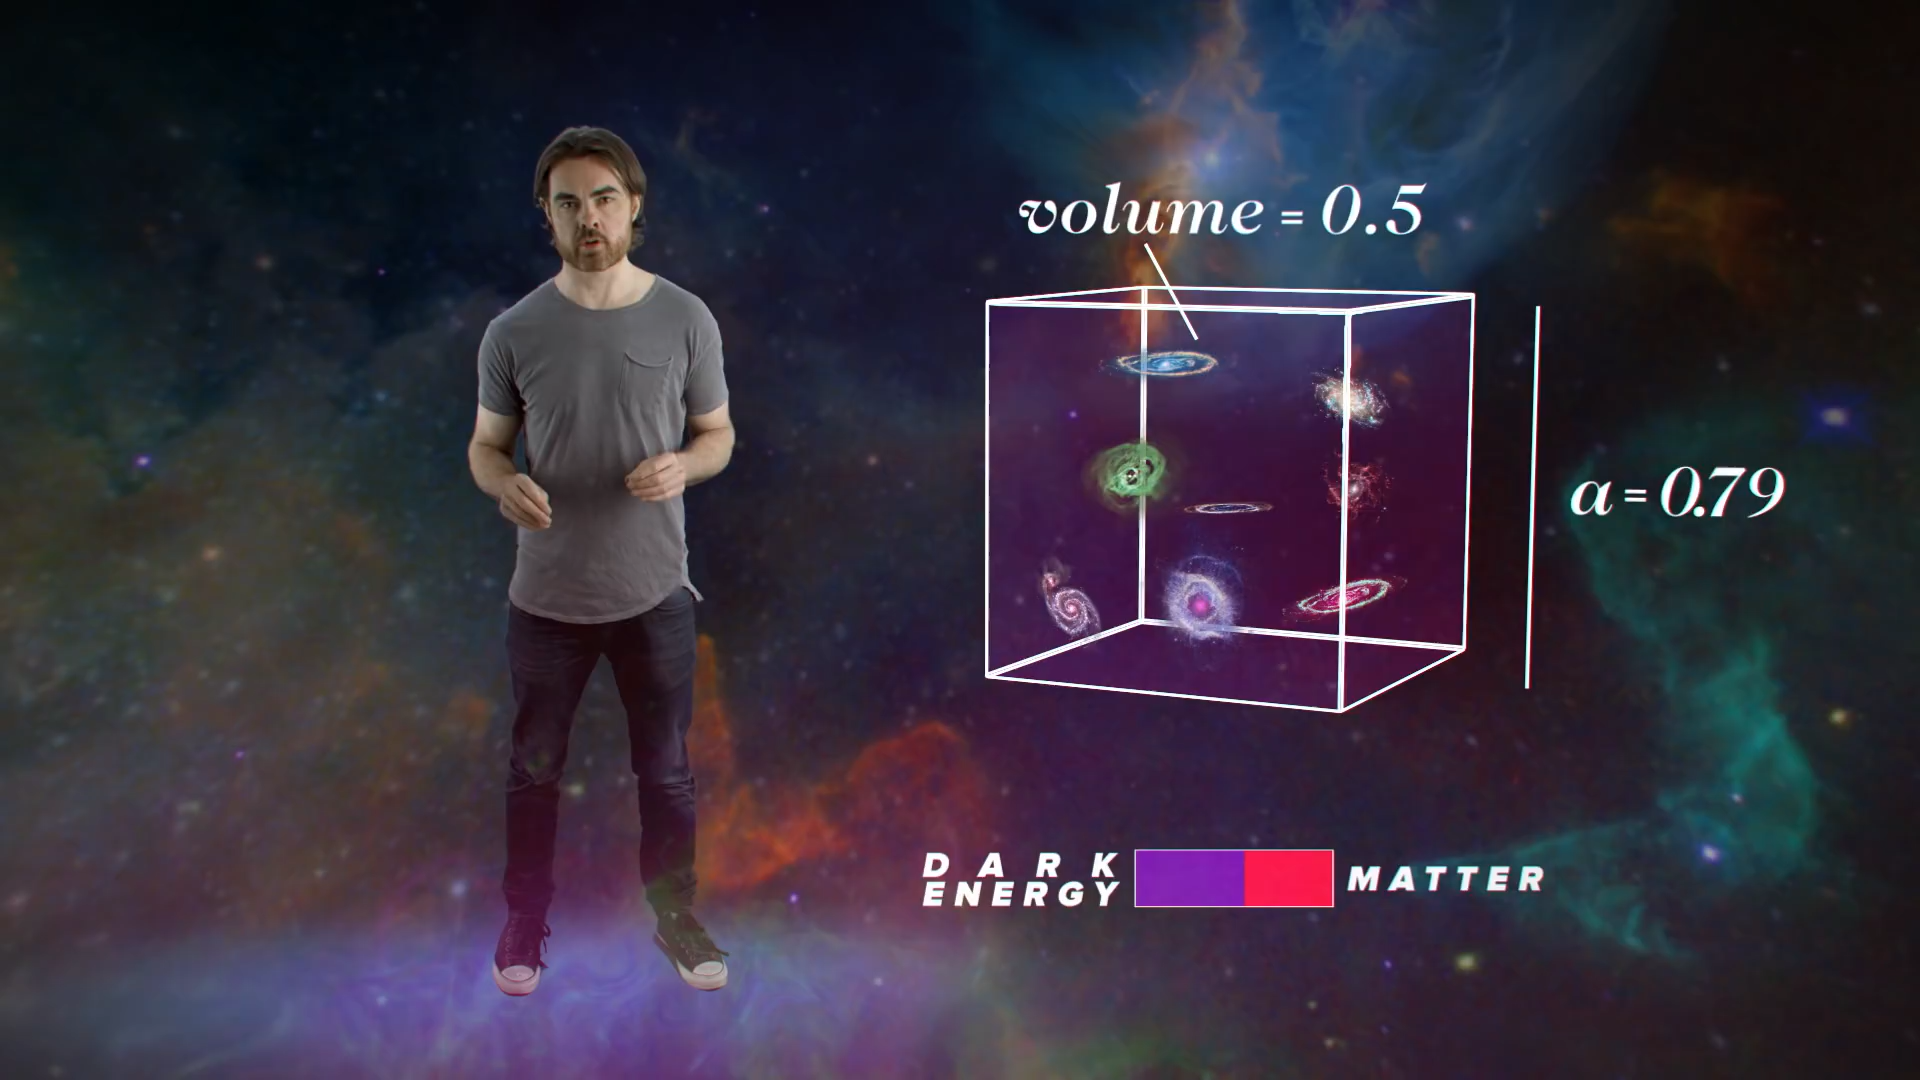 volume = 0.5
a = 0.79
DARK
ENERGY
MATTER